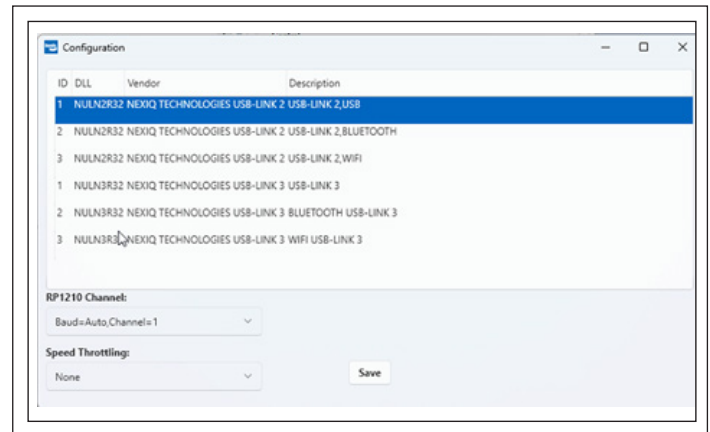 Configuration
ID DLL Vendor Description
1 NULN2R32 NEXIQ TECHNOLOGIES USB-LINK 2 USB-LINK 2,USB
2 NULN2R32 NEXIQ TECHNOLOGIES USB-LINK 2 USB-LINK 2,BLUETOOTH
3 NULN2R32 NEXIQ TECHNOLOGIES USB-LINK 2 USB-LINK 2,WIFI
1 NULN3R32 NEXIQ TECHNOLOGIES USB-LINK 3 USB-LINK 3
2 NULN3R32 NEXIQ TECHNOLOGIES USB-LINK 3 BLUETOOTH USB-LINK 3
3 NULN3R32 NEXIQ TECHNOLOGIES USB-LINK 3 WIFI USB-LINK 3
RP1210 Channel:
Baud=Auto,Channel=1
Speed Throttling:
None
Save